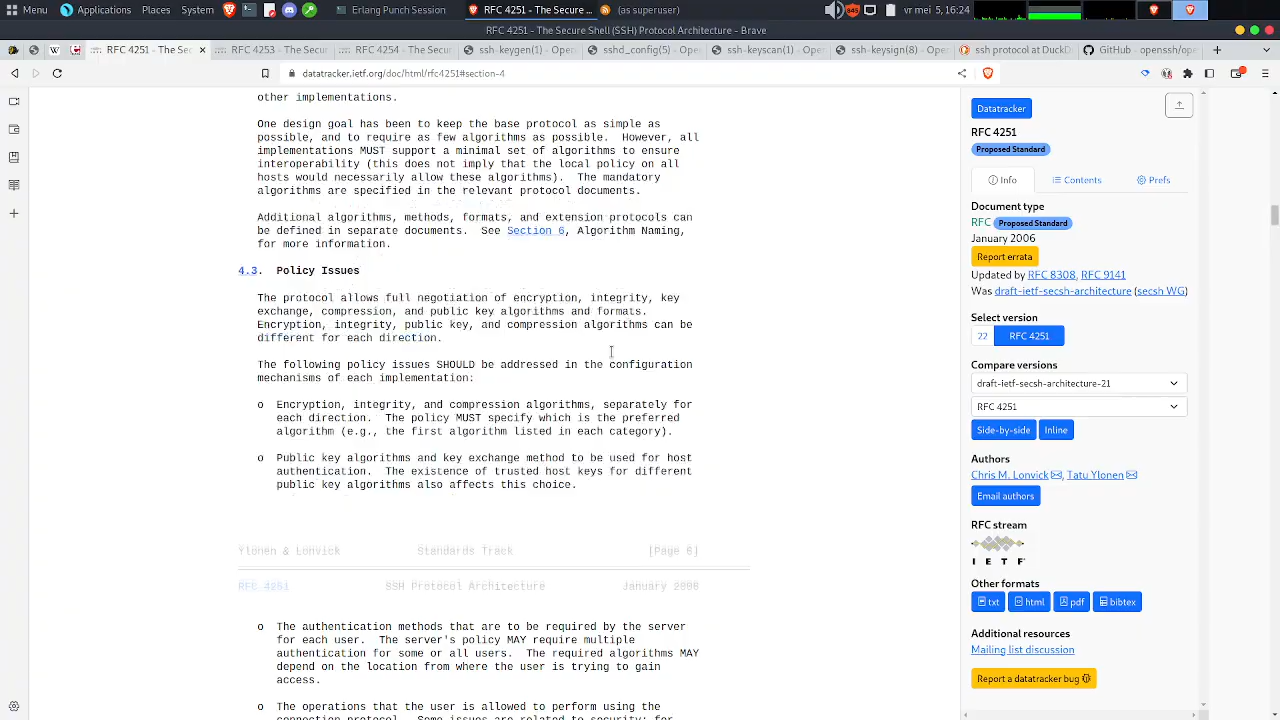 Menu Applications Places System Erlang Punch Session RFC 4251 - The Secure ... (as superuser) 645 vr mei 5, 16:24
RFC 4251 - The Secure Shell (SSH) Protocol Architecture - Brave
RFC 4251 - The Secure S × RFC 4253 - The Secur RFC 4254 - The Secur ssh-keygen(1) - Open sshd_config(5) - Ope ssh-keyscan(1) - Ope ssh-keysign(8) - Open ssh protocol at DuckD GitHub - openssh/ope
datatracker.ietf.org/doc/html/rfc4251#section-4
other implementations.
One design goal has been to keep the base protocol as simple as
possible, and to require as few algorithms as possible. However, all
implementations MUST support a minimal set of algorithms to ensure
interoperability (this does not imply that the local policy on all
hosts would necessarily allow these algorithms). The mandatory
algorithms are specified in the relevant protocol documents.
Additional algorithms, methods, formats, and extension protocols can
be defined in separate documents. See Section 6, Algorithm Naming,
for more information.
4.3. Policy Issues
The protocol allows full negotiation of encryption, integrity, key
exchange, compression, and public key algorithms and formats.
Encryption, integrity, public key, and compression algorithms can be
different for each direction.
The following policy issues SHOULD be addressed in the configuration
mechanisms of each implementation:
o Encryption, integrity, and compression algorithms, separately for
each direction. The policy MUST specify which is the preferred
algorithm (e.g., the first algorithm listed in each category).
o Public key algorithms and key exchange method to be used for host
authentication. The existence of trusted host keys for different
public key algorithms also affects this choice.
Ylonen & Lonvick Standards Track [Page 6]
RFC 4251 SSH Protocol Architecture January 2006
o The authentication methods that are to be required by the server
for each user. The server's policy MAY require multiple
authentication for some or all users. The required algorithms MAY
depend on the location from where the user is trying to gain
access.
o The operations that the user is allowed to perform using the
connection protocol. Some issues are related to security; for
Datatracker
RFC 4251
Proposed Standard
Info Contents Prefs
Document type
RFC Proposed Standard
January 2006
Report errata
Updated by RFC 8308, RFC 9141
Was draft-ietf-secsh-architecture (secsh WG)
Select version
22 RFC 4251
Compare versions
draft-ietf-secsh-architecture-21
RFC 4251
Side-by-side Inline
Authors
Chris M. Lonvick, Tatu Ylonen
Email authors
RFC stream
I E T F
Other formats
txt html pdf bibtex
Additional resources
Mailing list discussion
Report a datatracker bug